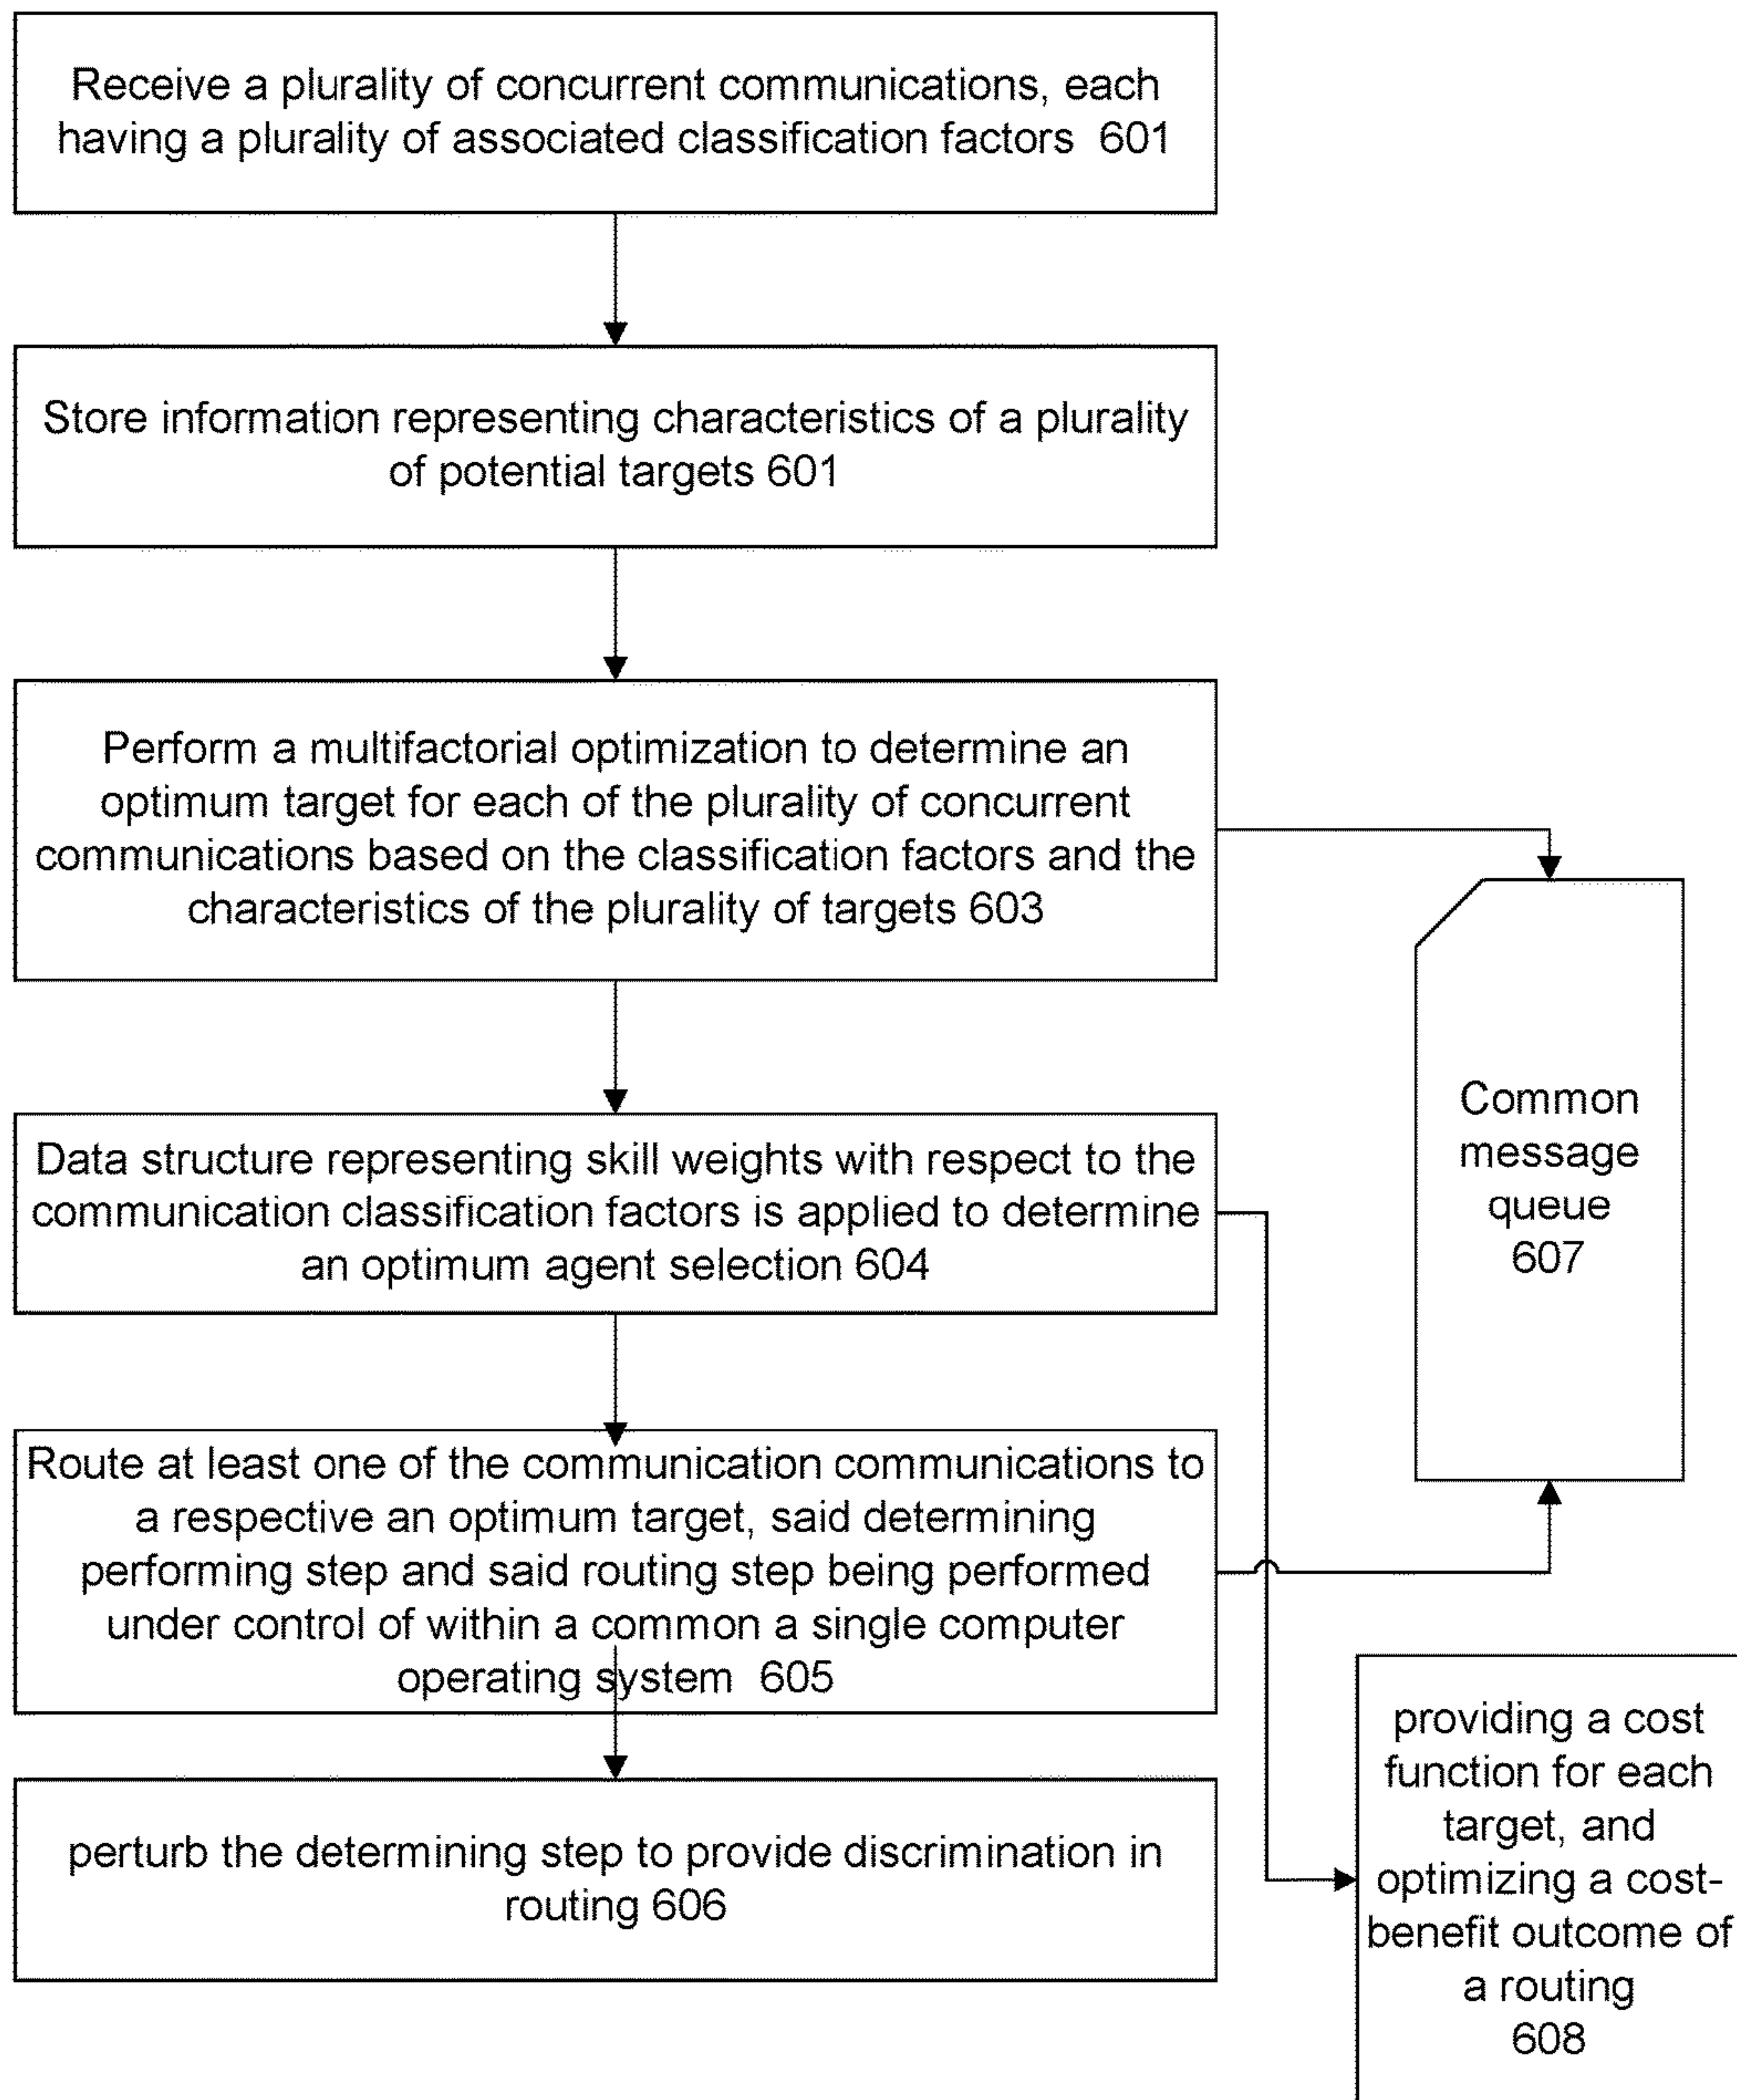 Receive a plurality of concurrent communications, each
having a plurality of associated classification factors 601
Store information representing characteristics of a plurality
of potential targets 601
Perform a multifactorial optimization to determine an
optimum target for each of the plurality of concurrent
communications based on the classification factors and the
characteristics of the plurality of targets 603
Data structure representing skill weights with respect to the
communication classification factors is applied to determine
an optimum agent selection 604
Route at least one of the communication communications to
a respective an optimum target, said determining
performing step and said routing step being performed
under control of within a common a single computer
operating system 605
perturb the determining step to provide discrimination in
routing 606
Common
message
queue
607
providing a cost
function for each
target, and
optimizing a cost-
benefit outcome of
a routing
608